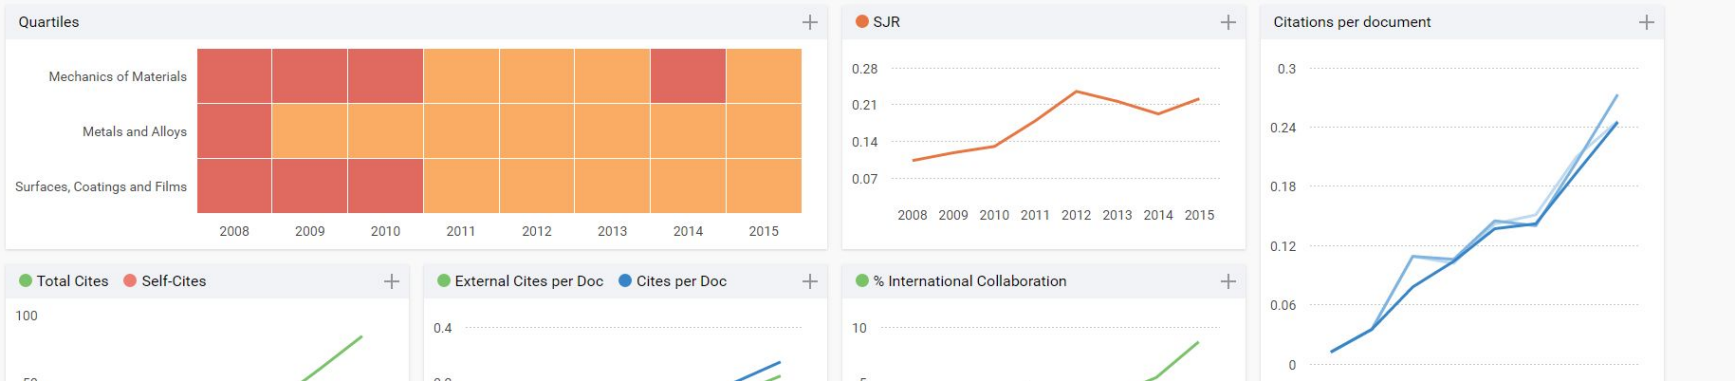 Quartiles
Mechanics of Materials
Metals and Alloys
Surfaces, Coatings and Films
2008 2009 2010 2011 2012 2013 2014 2015
SJR
0.28
0.21
0.14
0.07
2008 2009 2010 2011 2012 2013 2014 2015
Citations per document
0.3
0.24
0.18
0.12
0.06
0
Total Cites Self-Cites
100
External Cites per Doc Cites per Doc
0.4
% International Collaboration
10